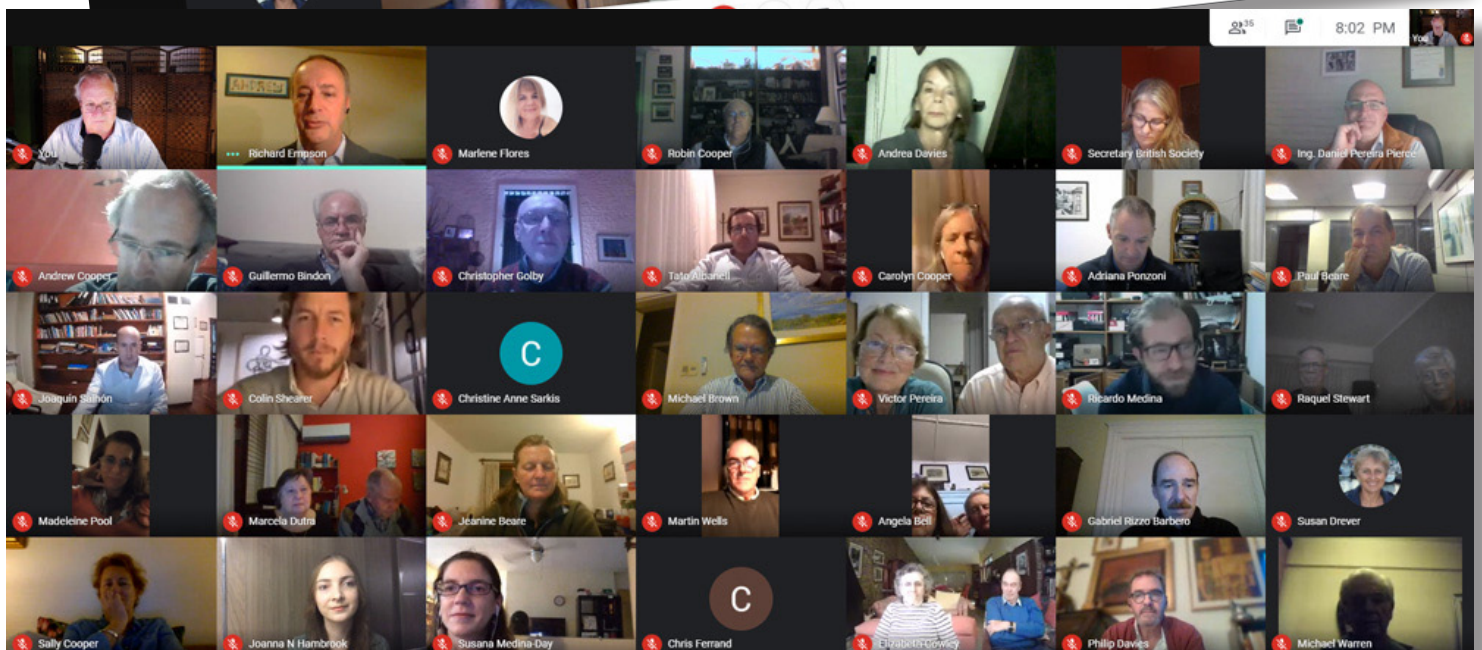 35
8:02 PM
You
You
Richard Empson
Marlene Flores
Robin Cooper
Andrea Davies
Secretary British Society
Ing. Daniel Pereira Pierce
Andrew Cooper
Guillermo Bindon
Christopher Golby
Tato Albanell
Carolyn Cooper
Adriana Ponzoni
Paul Beare
Joaquín Salhón
Colin Shearer
C
Christine Anne Sarkis
Michael Brown
Victor Pereira
Ricardo Medina
Raquel Stewart
Madeleine Pool
Marcela Dutra
Jeanine Beare
Martin Wells
Angela Bell
Gabriel Rizzo Barbero
Susan Drever
Sally Cooper
Joanna N Hambrook
Susana Medina-Day
C
Chris Ferrand
Elizabeth Cowley
Philip Davies
Michael Warren